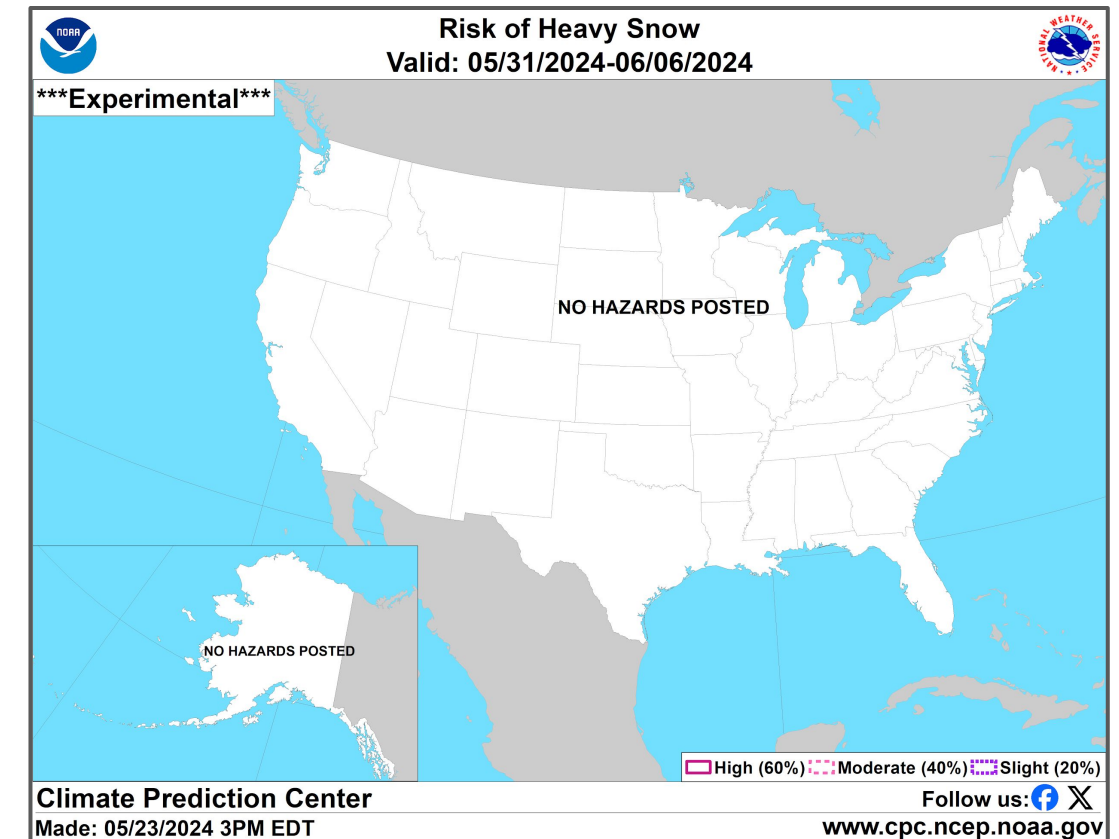 NOAA
Risk of Heavy Snow
Valid: 05/31/2024-06/06/2024
NATIONAL WEATHER SERVICE
***Experimental***
NO HAZARDS POSTED
NO HAZARDS POSTED
High (60%) Moderate (40%) Slight (20%)
Climate Prediction Center
Follow us:
Made: 05/23/2024 3PM EDT
www.cpc.ncep.noaa.gov